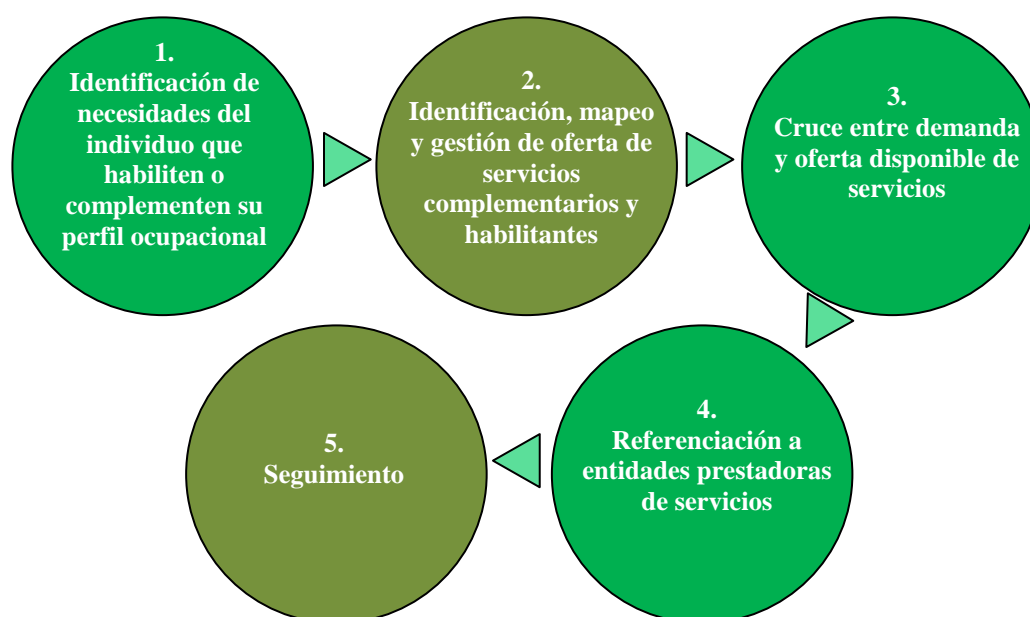 1.
Identificación de
necesidades del
individuo que
habiliten o
complementen su
perfil ocupacional
2.
Identificación, mapeo
y gestión de oferta de
servicios
complementarios y
habilitantes
3.
Cruce entre demanda
y oferta disponible de
servicios
4.
Referenciación a
entidades prestadoras
de servicios
5.
Seguimiento